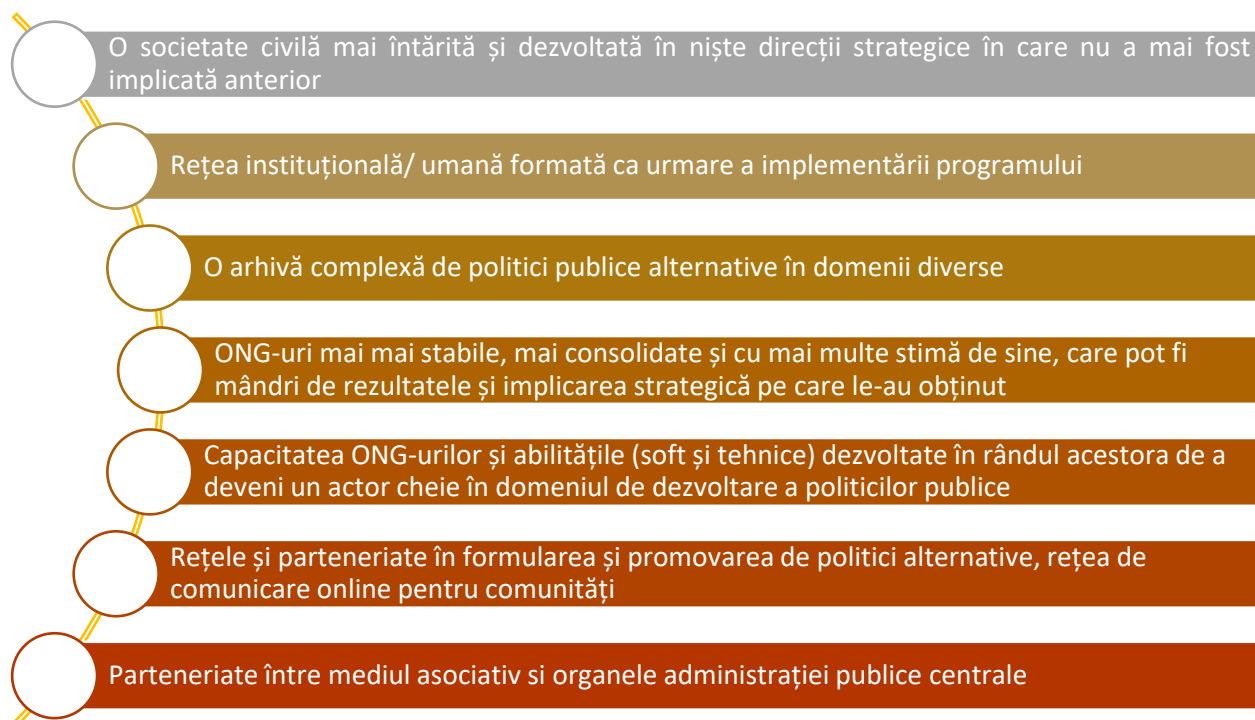 O societate civilă mai întărită și dezvoltată în niște direcții strategice în care nu a mai fost
implicată anterior
Rețea instituțională/ umană formată ca urmare a implementării programului
O arhivă complexă de politici publice alternative în domenii diverse
ONG-uri mai mai stabile, mai consolidate și cu mai multe stimă de sine, care pot fi
mândri de rezultatele și implicarea strategică pe care le-au obținut
Capacitatea ONG-urilor și abilitățile (soft și tehnice) dezvoltate în rândul acestora de a
deveni un actor cheie în domeniul de dezvoltare a politicilor publice
Rețele și parteneriate în formularea și promovarea de politici alternative, rețea de
comunicare online pentru comunități
Parteneriate între mediul asociativ si organele administrației publice centrale